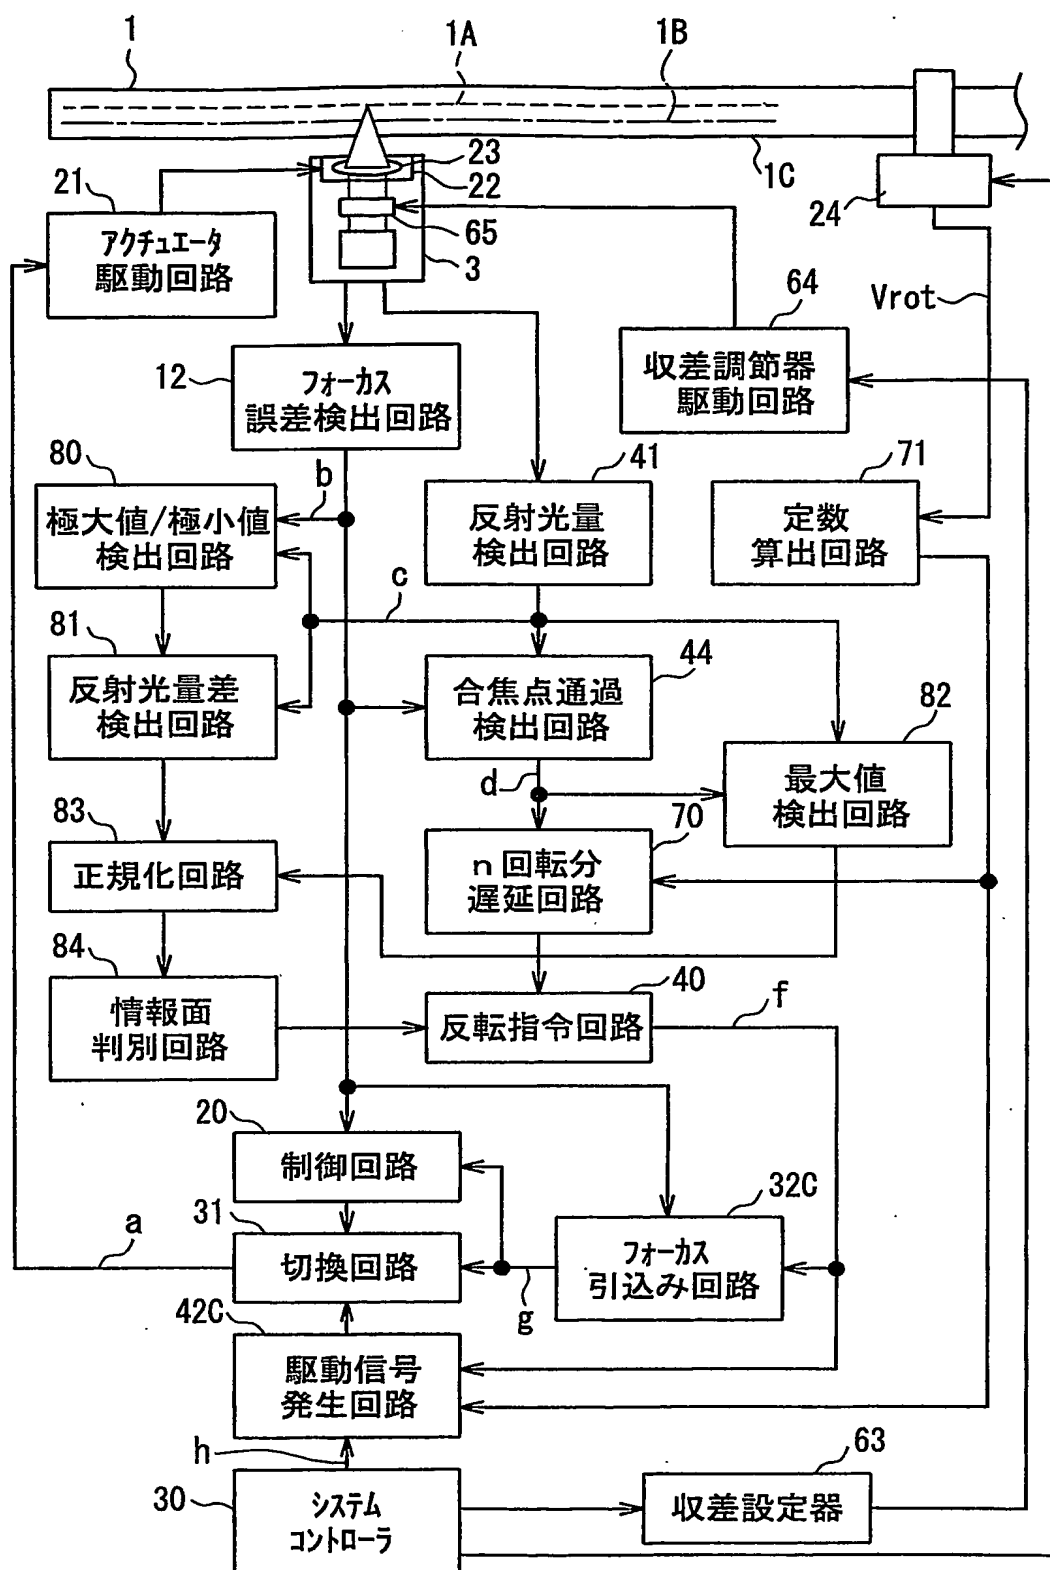 1
1A
1B
1C
23
22
65
3
24
21
アクチュエータ
駆動回路
Vrot
64
収差調節器
駆動回路
12
フォーカス
誤差検出回路
80
極大値/極小値
検出回路
b
41
反射光量
検出回路
71
定数
算出回路
c
81
反射光量差
検出回路
44
合焦点通過
検出回路
82
最大値
検出回路
d
83
正規化回路
70
n回転分
遅延回路
84
情報面
判別回路
40
反転指令回路
f
20
制御回路
31
切換回路
a
32C
フォーカス
引込み回路
g
42C
駆動信号
発生回路
h
30
システム
コントローラ
63
収差設定器